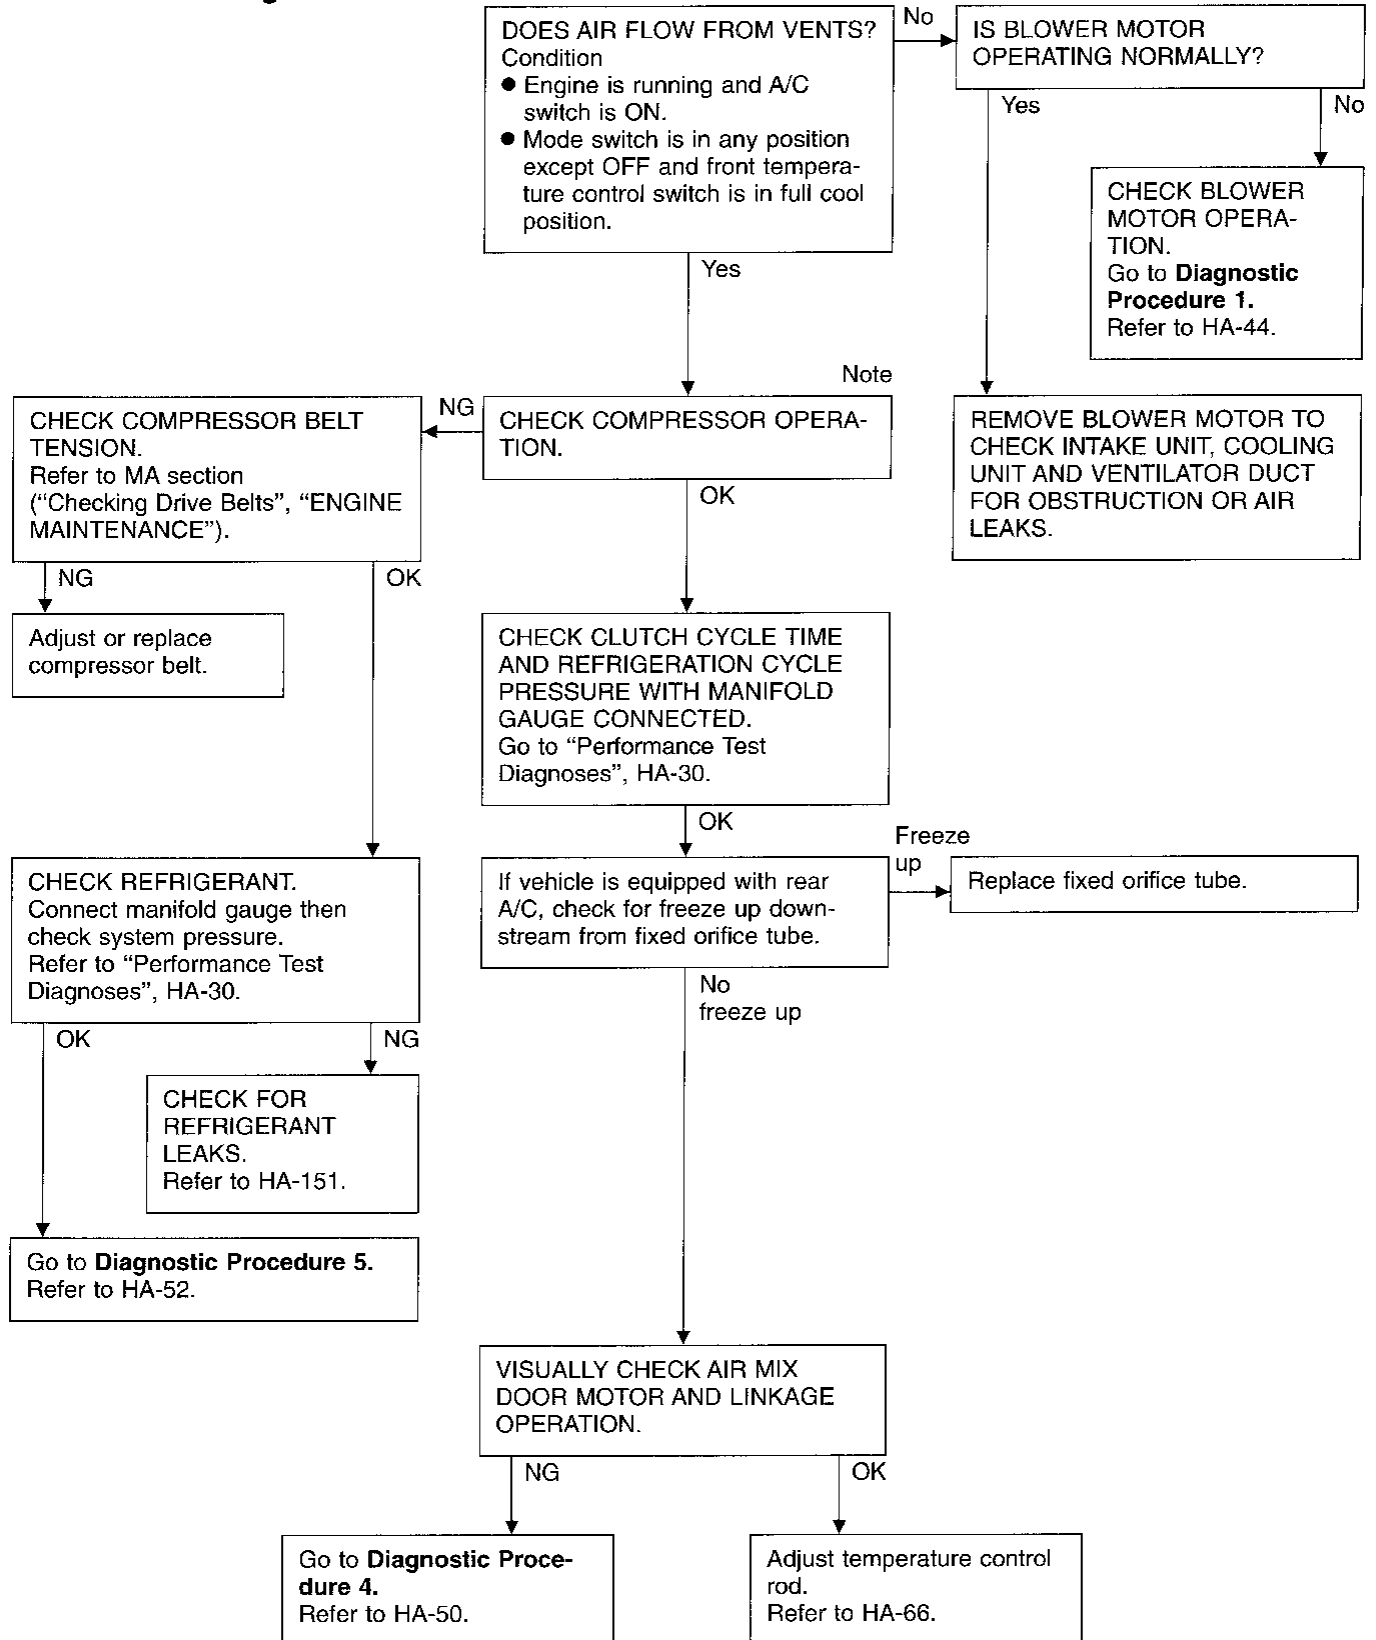 DOES AIR FLOW FROM VENTS?
Condition
● Engine is running and A/C
switch is ON.
● Mode switch is in any position
except OFF and front tempera-
ture control switch is in full cool
position.
No
IS BLOWER MOTOR
OPERATING NORMALLY?
Yes
No
CHECK BLOWER
MOTOR OPERA-
TION.
Go to Diagnostic
Procedure 1.
Refer to HA-44.
REMOVE BLOWER MOTOR TO
CHECK INTAKE UNIT, COOLING
UNIT AND VENTILATOR DUCT
FOR OBSTRUCTION OR AIR
LEAKS.
Yes
Note
CHECK COMPRESSOR OPERA-
TION.
NG
CHECK COMPRESSOR BELT
TENSION.
Refer to MA section
(“Checking Drive Belts”, “ENGINE
MAINTENANCE”).
NG
OK
Adjust or replace
compressor belt.
OK
CHECK CLUTCH CYCLE TIME
AND REFRIGERATION CYCLE
PRESSURE WITH MANIFOLD
GAUGE CONNECTED.
Go to “Performance Test
Diagnoses”, HA-30.
OK
CHECK REFRIGERANT.
Connect manifold gauge then
check system pressure.
Refer to “Performance Test
Diagnoses”, HA-30.
OK
NG
CHECK FOR
REFRIGERANT
LEAKS.
Refer to HA-151.
Go to Diagnostic Procedure 5.
Refer to HA-52.
If vehicle is equipped with rear
A/C, check for freeze up down-
stream from fixed orifice tube.
Freeze
up
Replace fixed orifice tube.
No
freeze up
VISUALLY CHECK AIR MIX
DOOR MOTOR AND LINKAGE
OPERATION.
NG
OK
Go to Diagnostic Proce-
dure 4.
Refer to HA-50.
Adjust temperature control
rod.
Refer to HA-66.